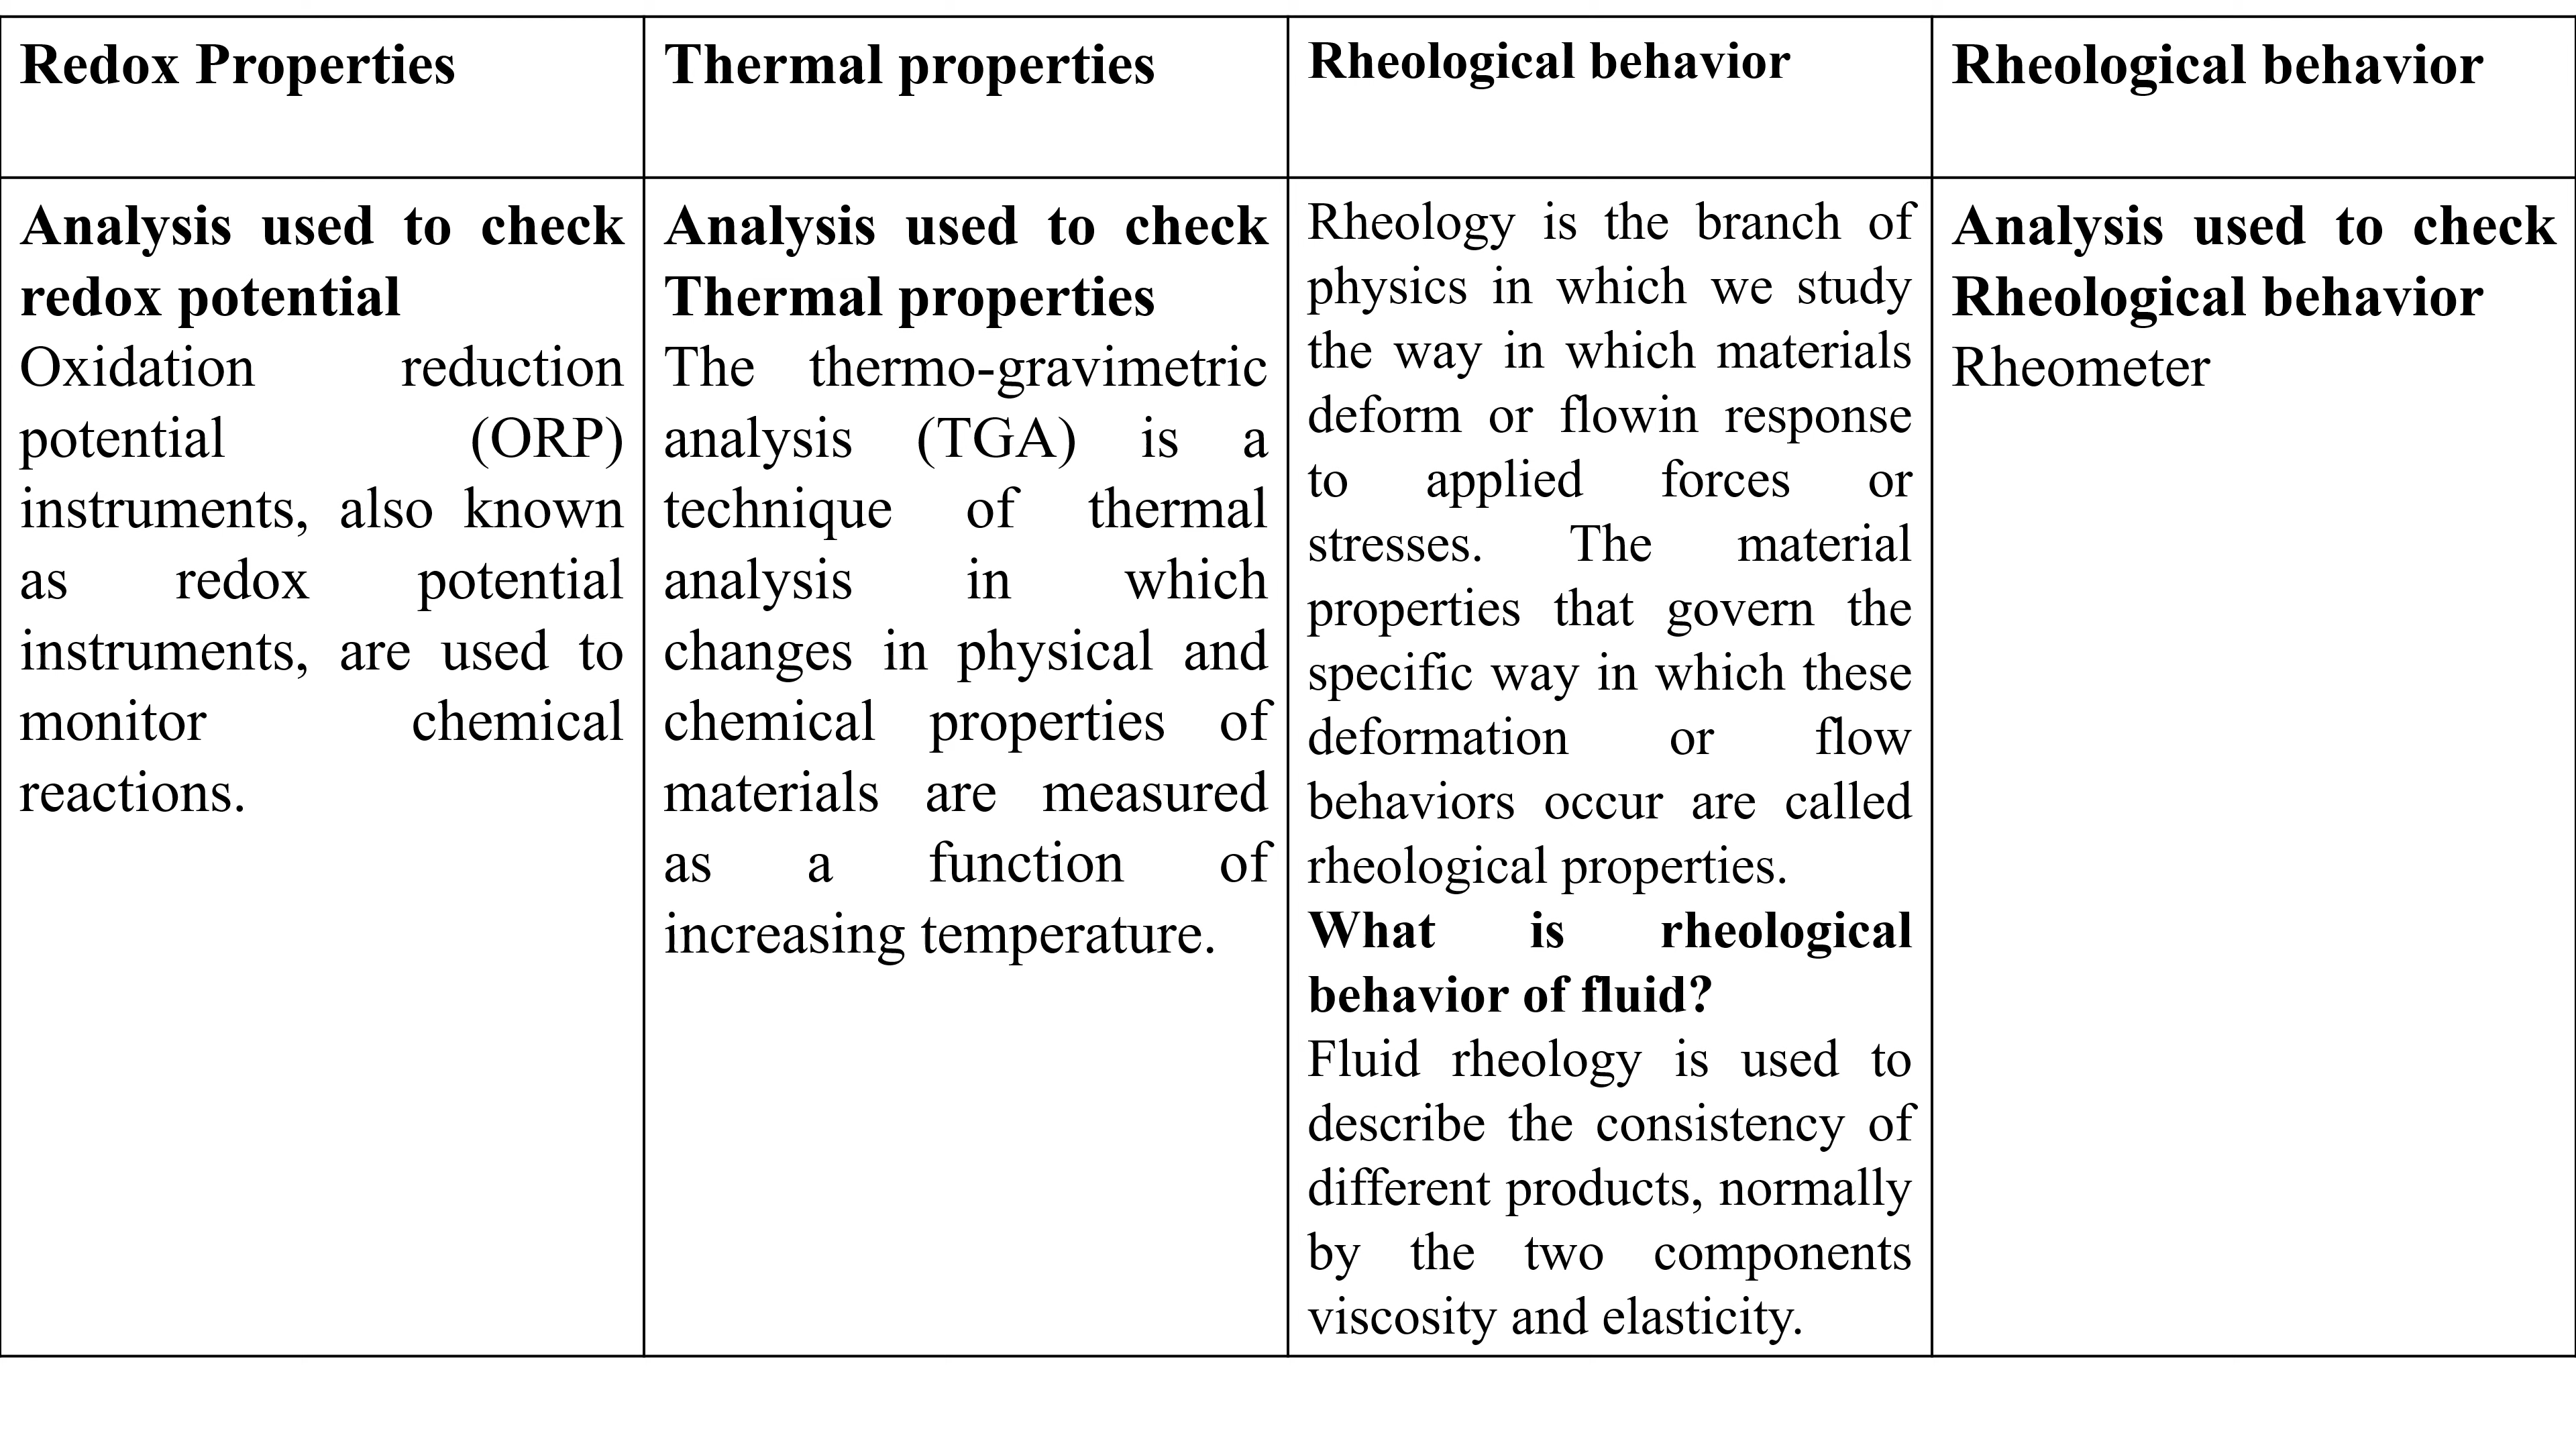 Redox Properties
Thermal properties
Rheological behavior
Rheological behavior
Analysis used to check
redox potential
Oxidation reduction
potential (ORP)
instruments, also known
as redox potential
instruments, are used to
monitor chemical
reactions.
Analysis used to check
Thermal properties
The thermo-gravimetric
analysis (TGA) is a
technique of thermal
analysis in which
changes in physical and
chemical properties of
materials are measured
as a function of
increasing temperature.
Rheology is the branch of
physics in which we study
the way in which materials
deform or flowin response
to applied forces or
stresses. The material
properties that govern the
specific way in which these
deformation or flow
behaviors occur are called
rheological properties.
What is rheological
behavior of fluid?
Fluid rheology is used to
describe the consistency of
different products, normally
by the two components
viscosity and elasticity.
Analysis used to check
Rheological behavior
Rheometer